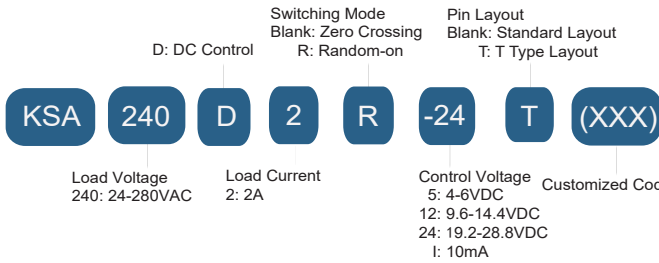 Switching Mode
Blank: Zero Crossing
R: Random-on
Pin Layout
Blank: Standard Layout
T: T Type Layout
D: DC Control
KSA 240 D 2 R -24 T (XXX)
Load Voltage
240: 24-280VAC
Load Current
2: 2A
Control Voltage
5: 4-6VDC
12: 9.6-14.4VDC
24: 19.2-28.8VDC
I: 10mA
Customized